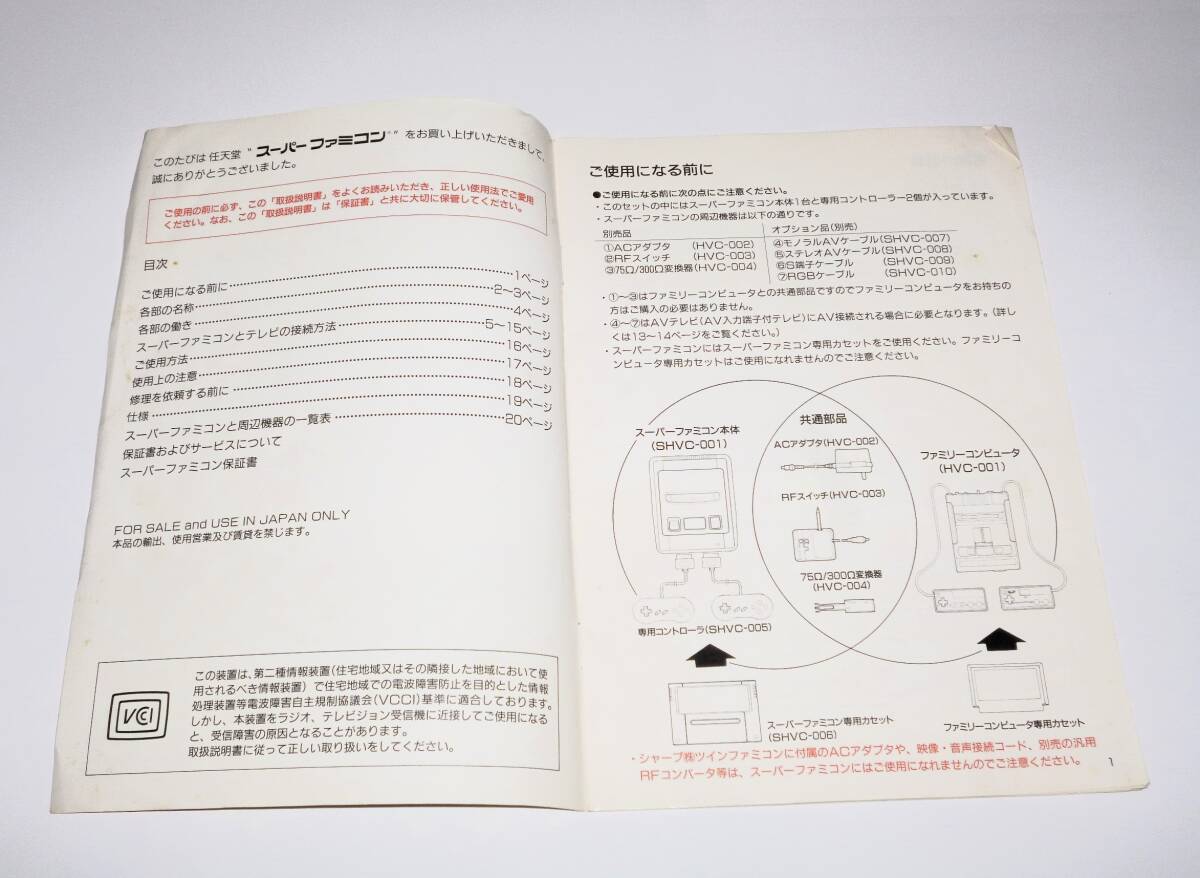 このたびは 任天堂 "スーパーファミコン®" をお買い上げいただきまして,
誠にありがとうございました。
ご使用の前に必ず、この「取扱説明書」をよくお読みいただき、正しい使用法でご愛用
ください。なお、この「取扱説明書」は「保証書」と共に大切に保管してください。
目次
ご使用になる前に……1ページ
各部の名称……2〜3ページ
各部の働き……4ページ
スーパーファミコンとテレビの接続方法……5〜15ページ
ご使用方法……16ページ
使用上の注意……17ページ
修理を依頼する前に……18ページ
仕様……19ページ
スーパーファミコンと周辺機器の一覧表……20ページ
保証書およびサービスについて
スーパーファミコン保証書
FOR SALE and USE IN JAPAN ONLY
本品の輸出、使用営業及び賃貸を禁じます。
VCI
この装置は、第二種情報装置(住宅地域又はその隣接した地域において使
用されるべき情報装置)で住宅地域での電波障害防止を目的とした情報
処理装置等電波障害自主規制協議会(VCCI)基準に適合しております。
しかし、本装置をラジオ、テレビジョン受信機に近接してご使用になる
と、受信障害の原因となることがあります。
取扱説明書に従って正しい取り扱いをしてください。
ご使用になる前に
●ご使用になる前に次の点にご注意ください。
・このセットの中にはスーパーファミコン本体1台と専用コントローラー2個が入っています。
・スーパーファミコンの周辺機器は以下の通りです。
別売品
①ACアダプタ (HVC-002)
②RFスイッチ (HVC-003)
③75Ω/300Ω変換器(HVC-004)
オプション品(別売)
④モノラルAVケーブル(SHVC-007)
⑤ステレオAVケーブル(SHVC-008)
⑥S端子ケーブル (SHVC-009)
⑦RGBケーブル (SHVC-010)
・①〜③はファミリーコンピュータとの共通部品ですのでファミリーコンピュータをお持ちの
方はご購入の必要はありません。
・④〜⑦はAVテレビ(AV入力端子付テレビ)にAV接続される場合に必要となります。(詳し
くは13〜14ページをご覧ください。)
・スーパーファミコンにはスーパーファミコン専用カセットをご使用ください。ファミリーコ
ンピュータ専用カセットはご使用になれませんのでご注意ください。
スーパーファミコン本体
(SHVC-001)
専用コントローラ(SHVC-005)
共通部品
ACアダプタ(HVC-002)
RFスイッチ(HVC-003)
75Ω/300Ω変換器
(HVC-004)
ファミリーコンピュータ
(HVC-001)
スーパーファミコン専用カセット
(SHVC-006)
ファミリーコンピュータ専用カセット
・シャープ㈱ツインファミコンに付属のACアダプタや、映像・音声接続コード、別売の汎用
RFコンバータ等は、スーパーファミコンにはご使用になれませんのでご注意ください。
1